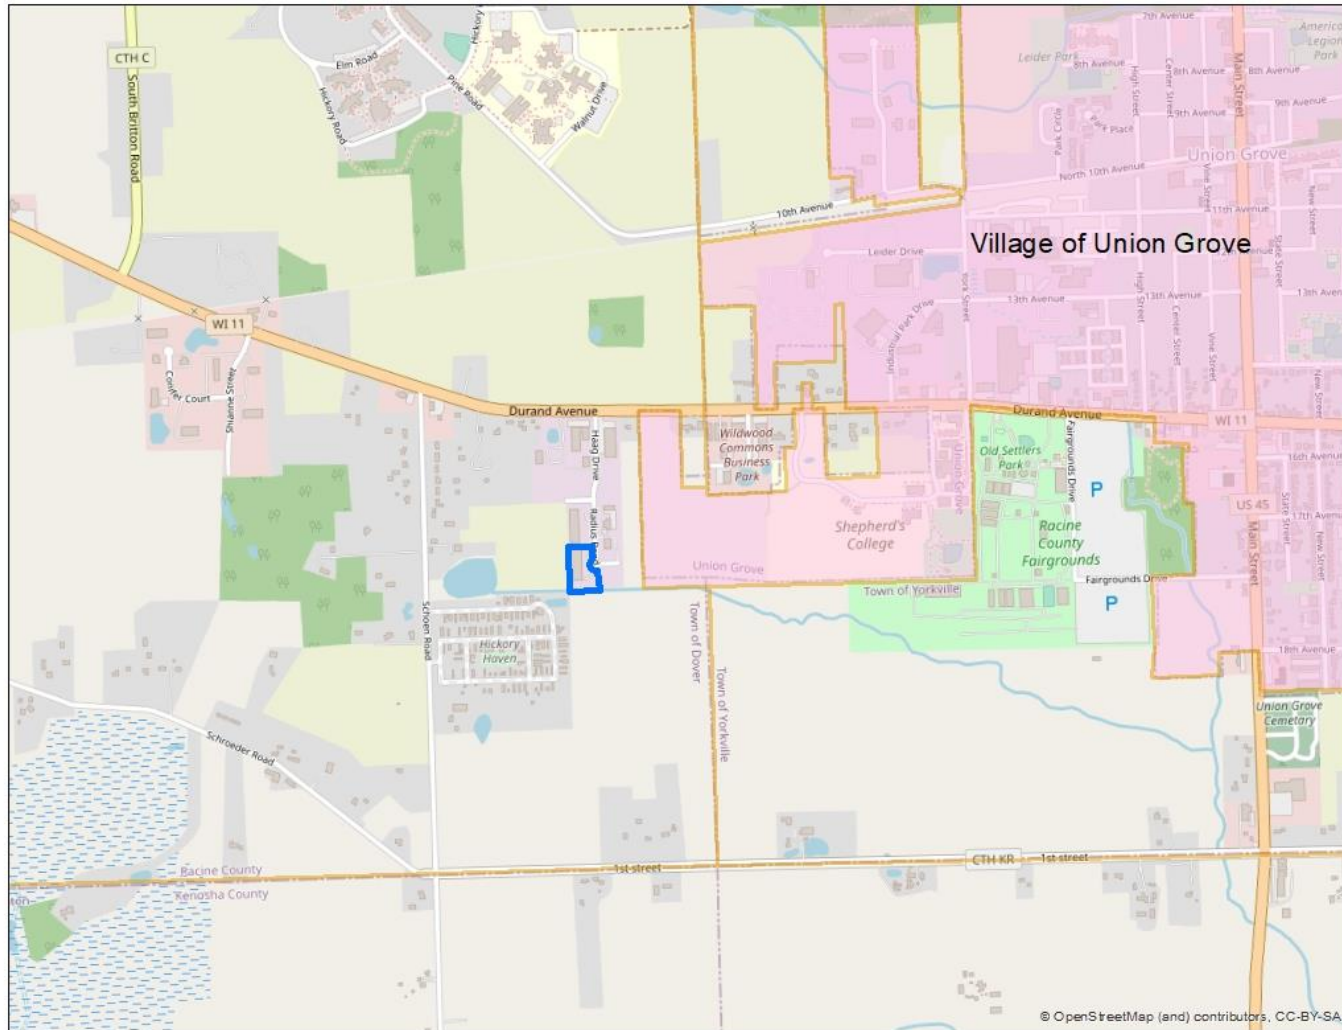 7th Avenue
America
Legion
Park
Leider Park
8th Avenue
8th Avenue
9th Avenue
9th Avenue
Center Street
High Street
Main Street
Park Circle
Place
Union Grove
North 10th Avenue
Vine Street
New Street
11th Avenue
State Street
CTH C
South Britton Road
Elm Road
Hickory Road
Pine Road
Walnut Drive
10th Avenue
Village of Union Grove
Leider Drive
York Street
13th Avenue
13th Avenue
13th Aven
Industrial Park Drive
High Street
Center Street
Vine Street
WI 11
Conifer Court
Suzanne Street
Durand Avenue
Durand Avenue
WI 11
New Street
Haag Drive
Radius Road
Wildwood
Commons
Business
Park
Old Settlers
Park
Fairgrounds Drive
P
Union Grove
16th Avenue
US 45
17th Avenue
State Street
New Street
Shepherd's
College
Racine
County
Fairgrounds
Main Street
Union Grove
Fairgrounds Drive
Town of Yorkville
P
Schoen Road
Hickory
Haven
Town of Dover
Town of Yorkville
18th Avenue
Union Grove
Cemetary
Schroeder Road
1st street
CTH KR
1st street
Racine County
Kenosha County
ton
© OpenStreetMap (and) contributors, CC-BY-SA